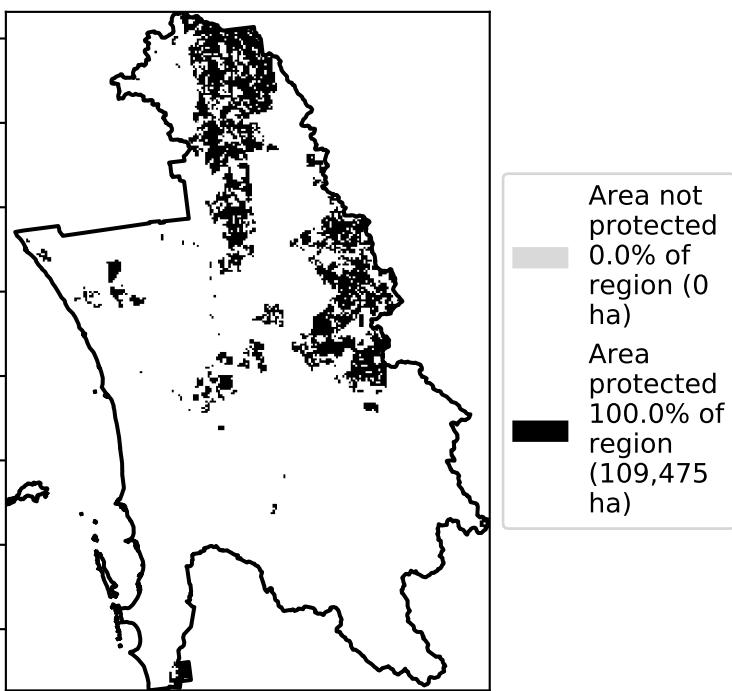 Area not
protected
0.0% of
region (0
ha)
Area
protected
100.0% of
region
(109,475
ha)